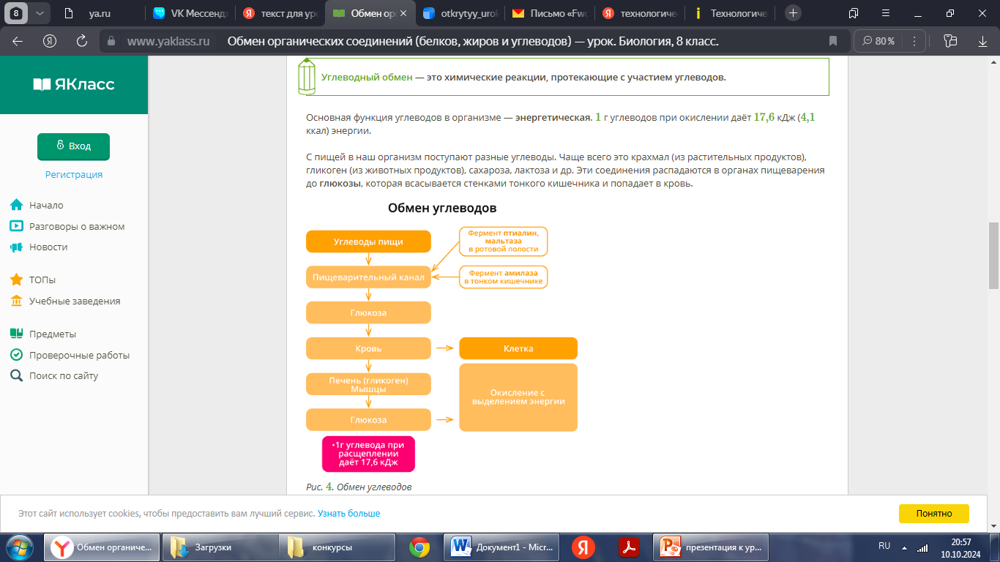 8
ya.ru
VK Мессендж
текст для уро
Обмен орг
otkrytyy_urok
Письмо «Fwd
технологичес
Технологиче
www.yaklass.ru
Обмен органических соединений (белков, жиров и углеводов) — урок. Биология, 8 класс.
80 %
ЯКласс
Вход
Регистрация
Начало
Разговоры о важном
Новости
ТОПы
Учебные заведения
Предметы
Проверочные работы
Поиск по сайту
Углеводный обмен — это химические реакции, протекающие с участием углеводов.
Основная функция углеводов в организме — энергетическая. 1 г углеводов при окислении даёт 17,6 кДж (4,1
ккал) энергии.
С пищей в наш организм поступают разные углеводы. Чаще всего это крахмал (из растительных продуктов),
гликоген (из животных продуктов), сахароза, лактоза и др. Эти соединения распадаются в органах пищеварения
до глюкозы, которая всасывается стенками тонкого кишечника и попадает в кровь.
Обмен углеводов
Углеводы пищи
Фермент птиалин,
мальтаза
в ротовой полости
Пищеварительный канал
Фермент амилаза
в тонком кишечнике
Глюкоза
Кровь
Клетка
Печень (гликоген)
Мышцы
Окисление с
выделением энергии
Глюкоза
•1г углевода при
расщеплении
даёт 17,6 кДж
Рис. 4. Обмен углеводов
Этот сайт использует cookies, чтобы предоставить вам лучший сервис. Узнать больше
Понятно
Обмен органиче...
Загрузки
конкурсы
Документ1 - Micr...
презентация к ур...
RU
20:57
10.10.2024